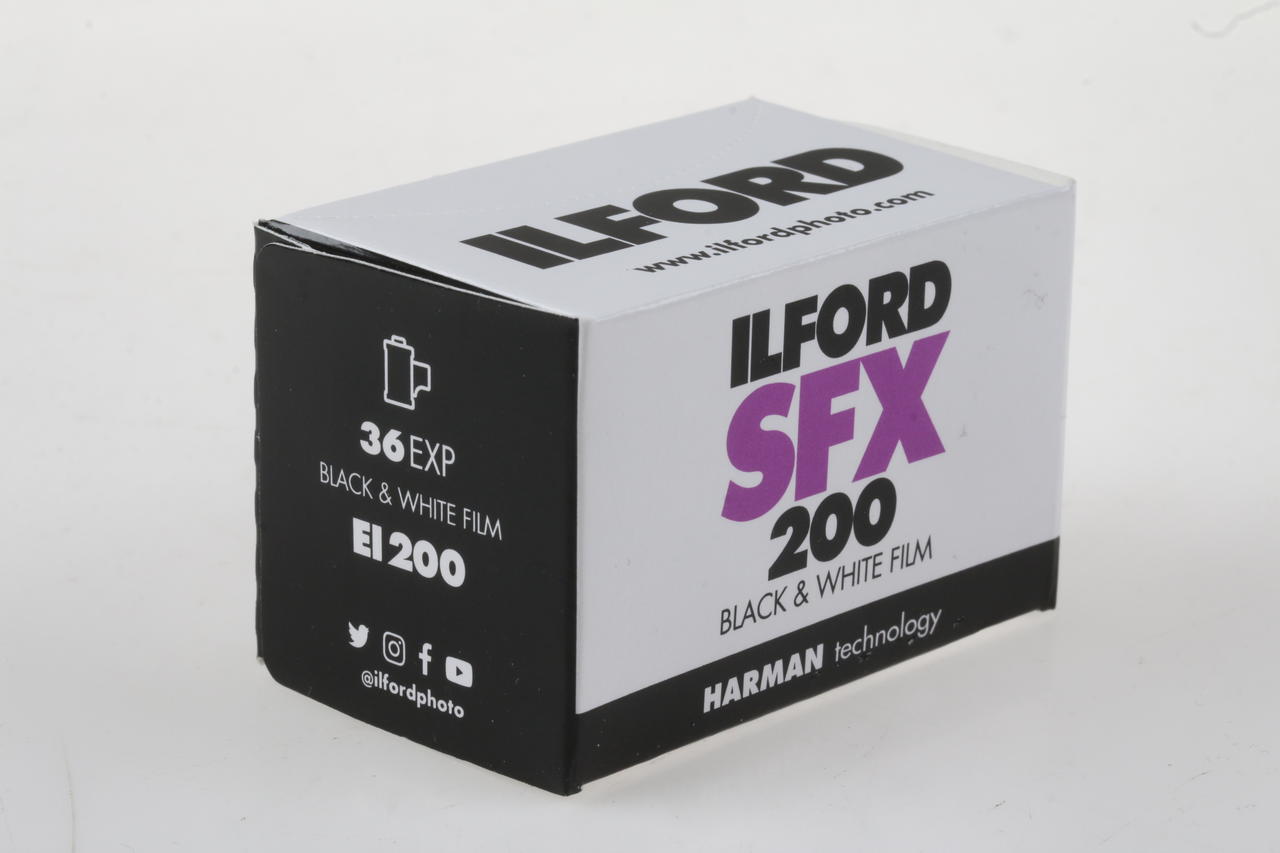 ILFORD
www.ilfordphoto.com
ILFORD
SFX
200
BLACK & WHITE FILM
HARMAN technology
36 EXP
BLACK & WHITE FILM
EI 200
@ilfordphoto